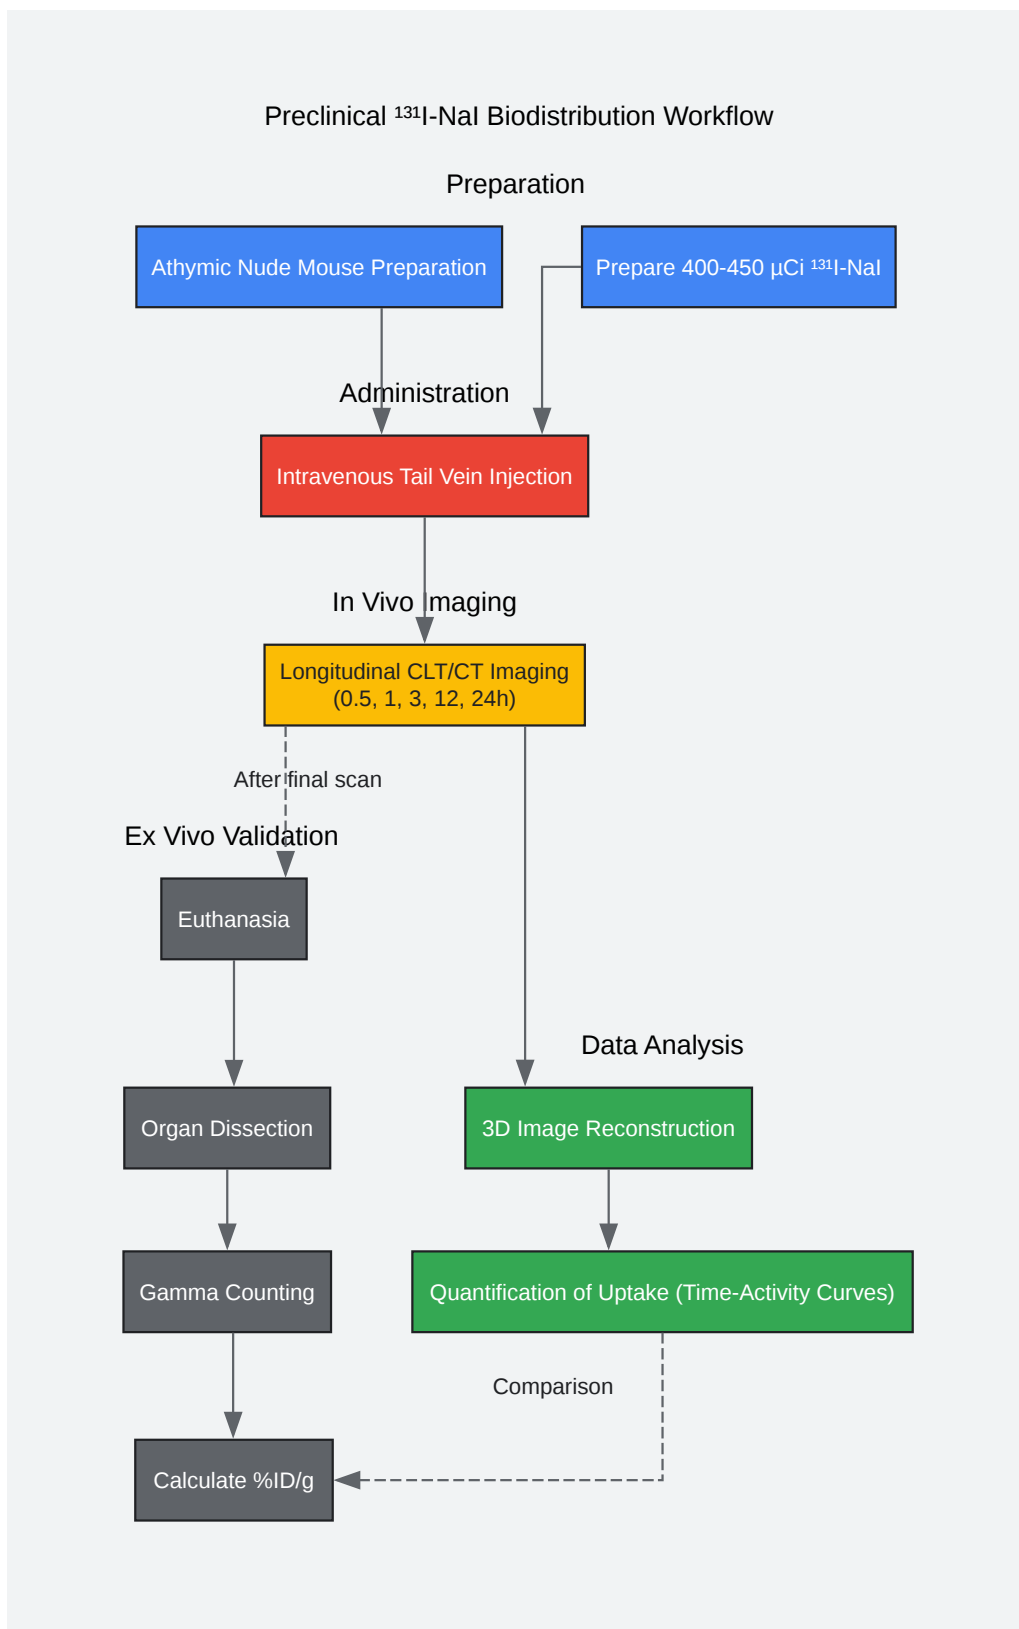 Preclinical ¹³¹I-NaI Biodistribution Workflow
Preparation
Athymic Nude Mouse Preparation
Prepare 400-450 µCi ¹³¹I-NaI
Administration
Intravenous Tail Vein Injection
In Vivo Imaging
Longitudinal CLT/CT Imaging
(0.5, 1, 3, 12, 24h)
After final scan
Ex Vivo Validation
Euthanasia
Data Analysis
Organ Dissection
3D Image Reconstruction
Gamma Counting
Quantification of Uptake (Time-Activity Curves)
Comparison
Calculate %ID/g